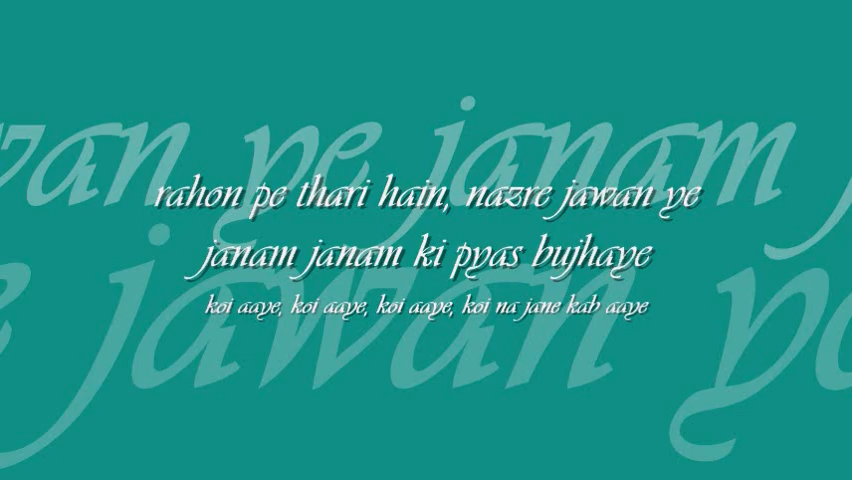 wan ye janam
rahon pe thari hain, nazre jawan ye
janam janam ki pyas bujhaye
jawan
koi aaye, koi aaye, koi aaye, koi na jane kab aaye